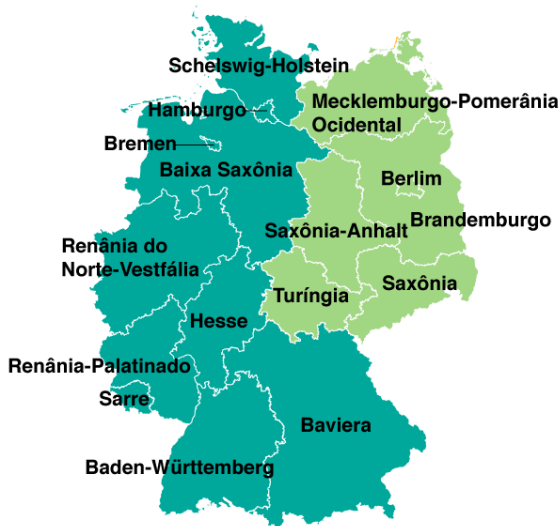 Schelswig-Holstein
Mecklemburgo-Pomerânia
Ocidental
Hamburgo
Bremen
Baixa Saxônia
Berlim
Brandemburgo
Saxônia-Anhalt
Renânia do
Norte-Vestfália
Saxônia
Turíngia
Hesse
Renânia-Palatinado
Sarre
Baviera
Baden-Württemberg